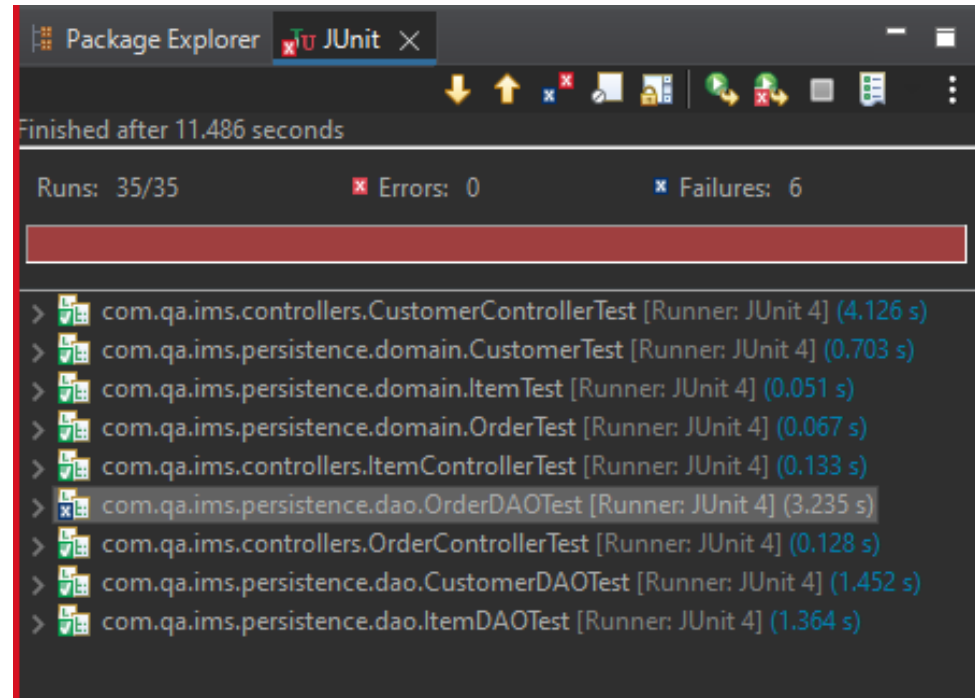 Package Explorer JUnit
Finished after 11.486 seconds
Runs: 35/35 Errors: 0 Failures: 6
com.qa.ims.controllers.CustomerControllerTest [Runner: JUnit 4] (4.126 s)
com.qa.ims.persistence.domain.CustomerTest [Runner: JUnit 4] (0.703 s)
com.qa.ims.persistence.domain.ItemTest [Runner: JUnit 4] (0.051 s)
com.qa.ims.persistence.domain.OrderTest [Runner: JUnit 4] (0.067 s)
com.qa.ims.controllers.ItemControllerTest [Runner: JUnit 4] (0.133 s)
com.qa.ims.persistence.dao.OrderDAOTest [Runner: JUnit 4] (3.235 s)
com.qa.ims.controllers.OrderControllerTest [Runner: JUnit 4] (0.128 s)
com.qa.ims.persistence.dao.CustomerDAOTest [Runner: JUnit 4] (1.452 s)
com.qa.ims.persistence.dao.ItemDAOTest [Runner: JUnit 4] (1.364 s)